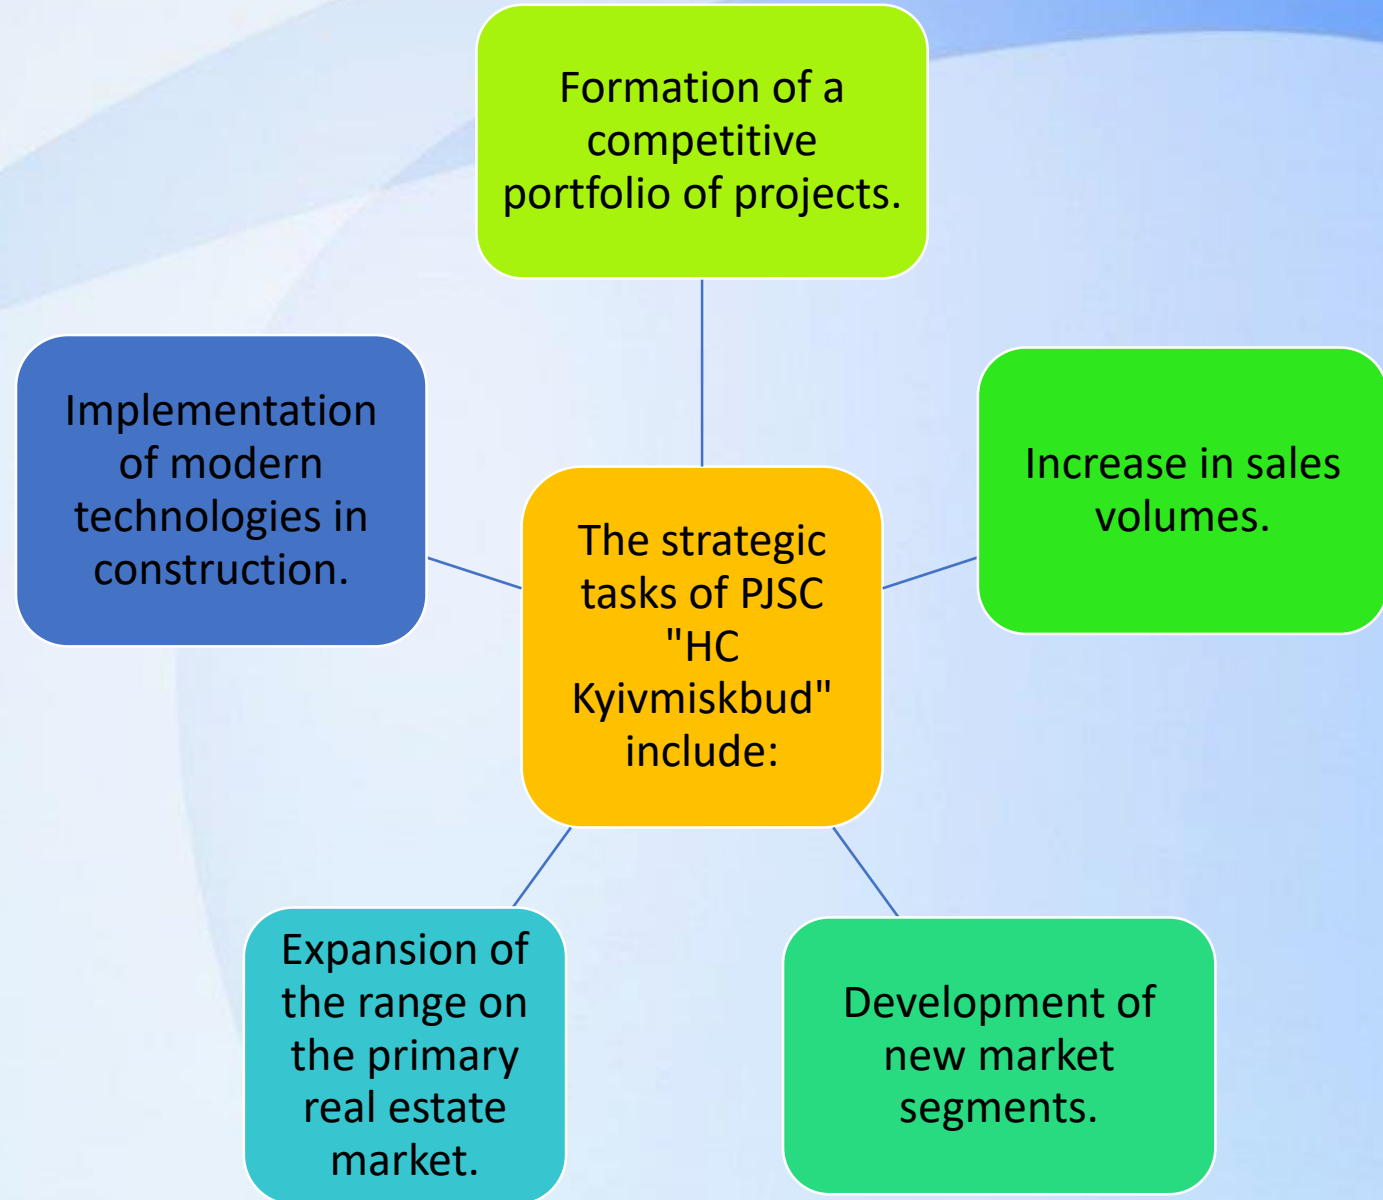 Formation of a
competitive
portfolio of projects.
Implementation
of modern
technologies in
construction.
Increase in sales
volumes.
The strategic
tasks of PJSC
"HC
Kyivmiskbud"
include:
Expansion of
the range on
the primary
real estate
market.
Development of
new market
segments.